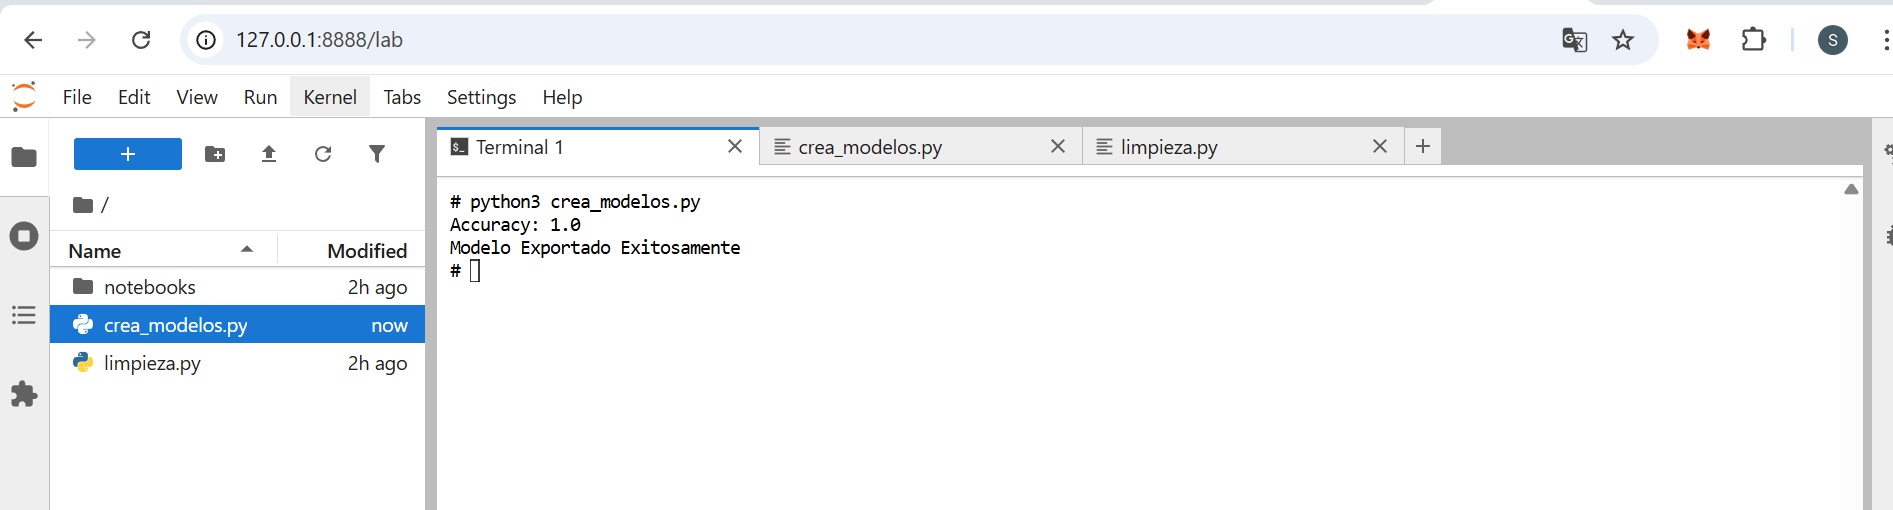 127.0.0.1:8888/lab
S
File Edit View Run Kernel Tabs Settings Help
Terminal 1 crea_modelos.py limpieza.py
/
Name Modified
notebooks 2h ago
crea_modelos.py now
limpieza.py 2h ago
$_
# python3 crea_modelos.py
Accuracy: 1.0
Modelo Exportado Exitosamente
#